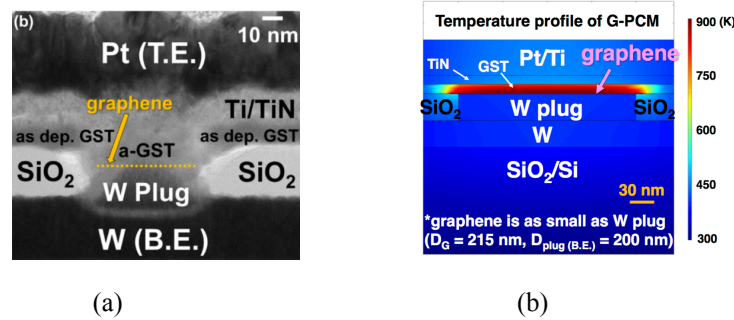 (b)
10 nm
Pt (T.E.)
graphene
Ti/TiN
as dep. GST
as dep. GST
a-GST
SiO₂
SiO₂
W Plug
W (B.E.)
(a)
Temperature profile of G-PCM
900 (K)
750
600
450
300
Pt/Ti
graphene
TiN
GST
SiO₂
W plug
SiO₂
W
SiO₂/Si
30 nm
*graphene is as small as W plug
(D_G = 215 nm, D_plug (B.E.) = 200 nm)
(b)